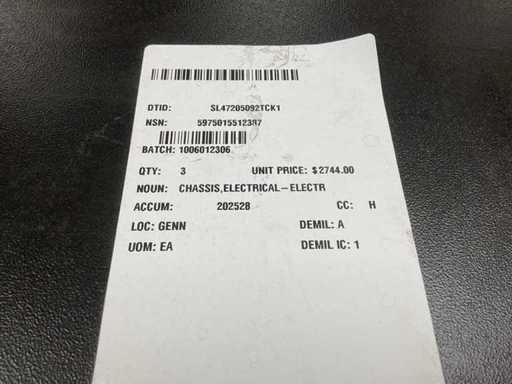 DTID: SL47205092TCK1
NSN: 5975015512387
BATCH: 1006012306
QTY: 3 UNIT PRICE: $2744.00
NOUN: CHASSIS,ELECTRICAL-ELECTR
ACCUM: 202528 CC: H
LOC: GENN DEMIL: A
UOM: EA DEMIL IC: 1